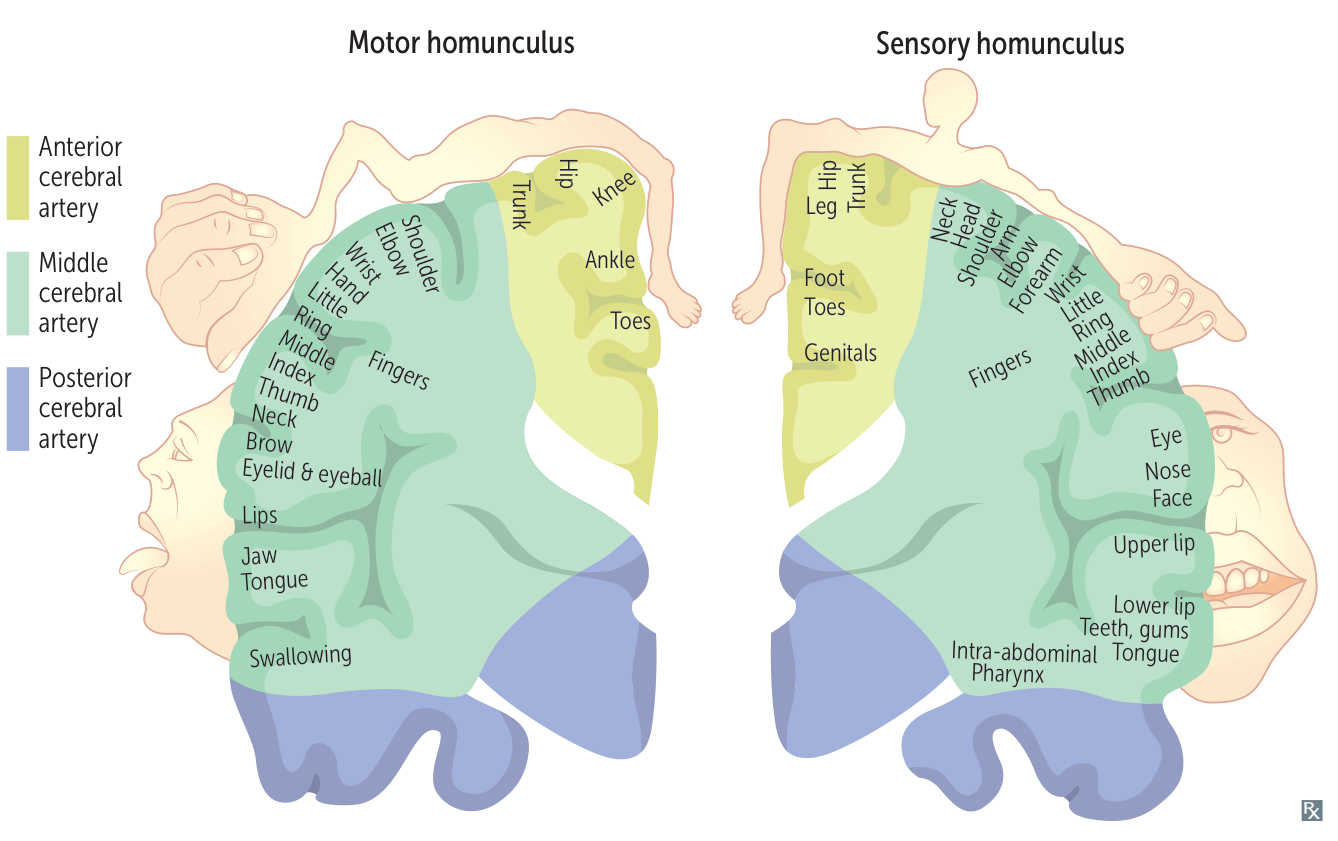 Motor homunculus
Sensory homunculus
Anterior
cerebral
artery
Middle
cerebral
artery
Posterior
cerebral
artery
Hip
Trunk
Knee
Ankle
Toes
Shoulder
Elbow
Wrist
Hand
Little
Ring
Middle
Index
Thumb
Fingers
Neck
Brow
Eyelid & eyeball
Lips
Jaw
Tongue
Swallowing
Hip
Trunk
Leg
Foot
Toes
Genitals
Neck
Head
Shoulder
Arm
Elbow
Forearm
Wrist
Little
Ring
Middle
Index
Thumb
Fingers
Eye
Nose
Face
Upper lip
Lower lip
Teeth, gums
Tongue
Intra-abdominal
Pharynx
Rx